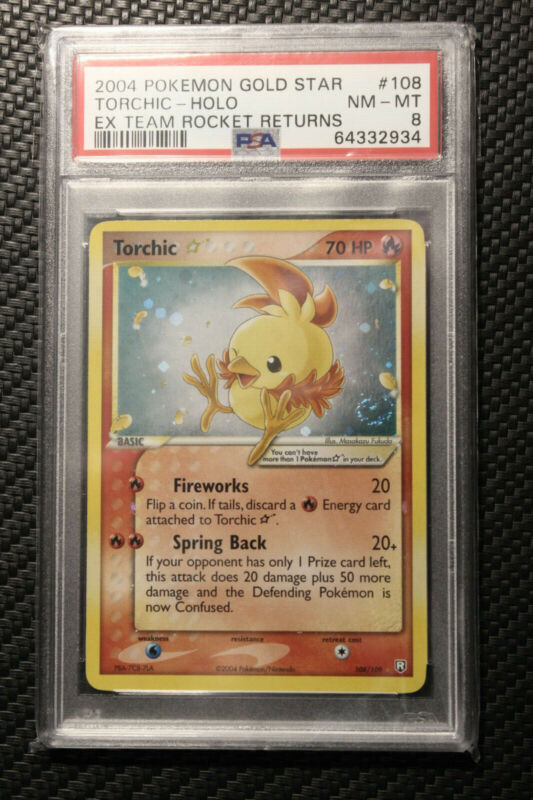 2004 POKEMON GOLD STAR #108
TORCHIC - HOLO NM - MT
EX TEAM ROCKET RETURNS 8
PSA 64332934
Torchic ☆ 70 HP
BASIC
Illus. Masakazu Fukuda
You can't have
more than 1 Pokémon ☆ in your deck.
Fireworks 20
Flip a coin. If tails, discard a Energy card
attached to Torchic ☆.
Spring Back 20+
If your opponent has only 1 Prize card left,
this attack does 20 damage plus 50 more
damage and the Defending Pokémon is
now Confused.
weakness resistance retreat cost
©2004 Pokémon/Nintendo 108/109 R